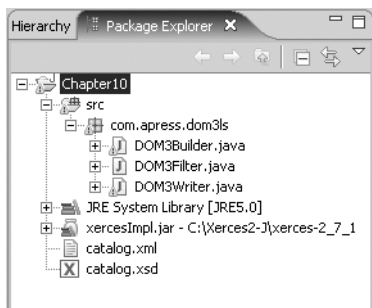 Hierarchy Package Explorer
Chapter10
src
com.apress.dom3ls
DOM3Builder.java
DOM3Filter.java
DOM3Writer.java
JRE System Library [JRE5.0]
xercesImpl.jar - C:\Xerces2-J\xerces-2_7_1
catalog.xml
catalog.xsd